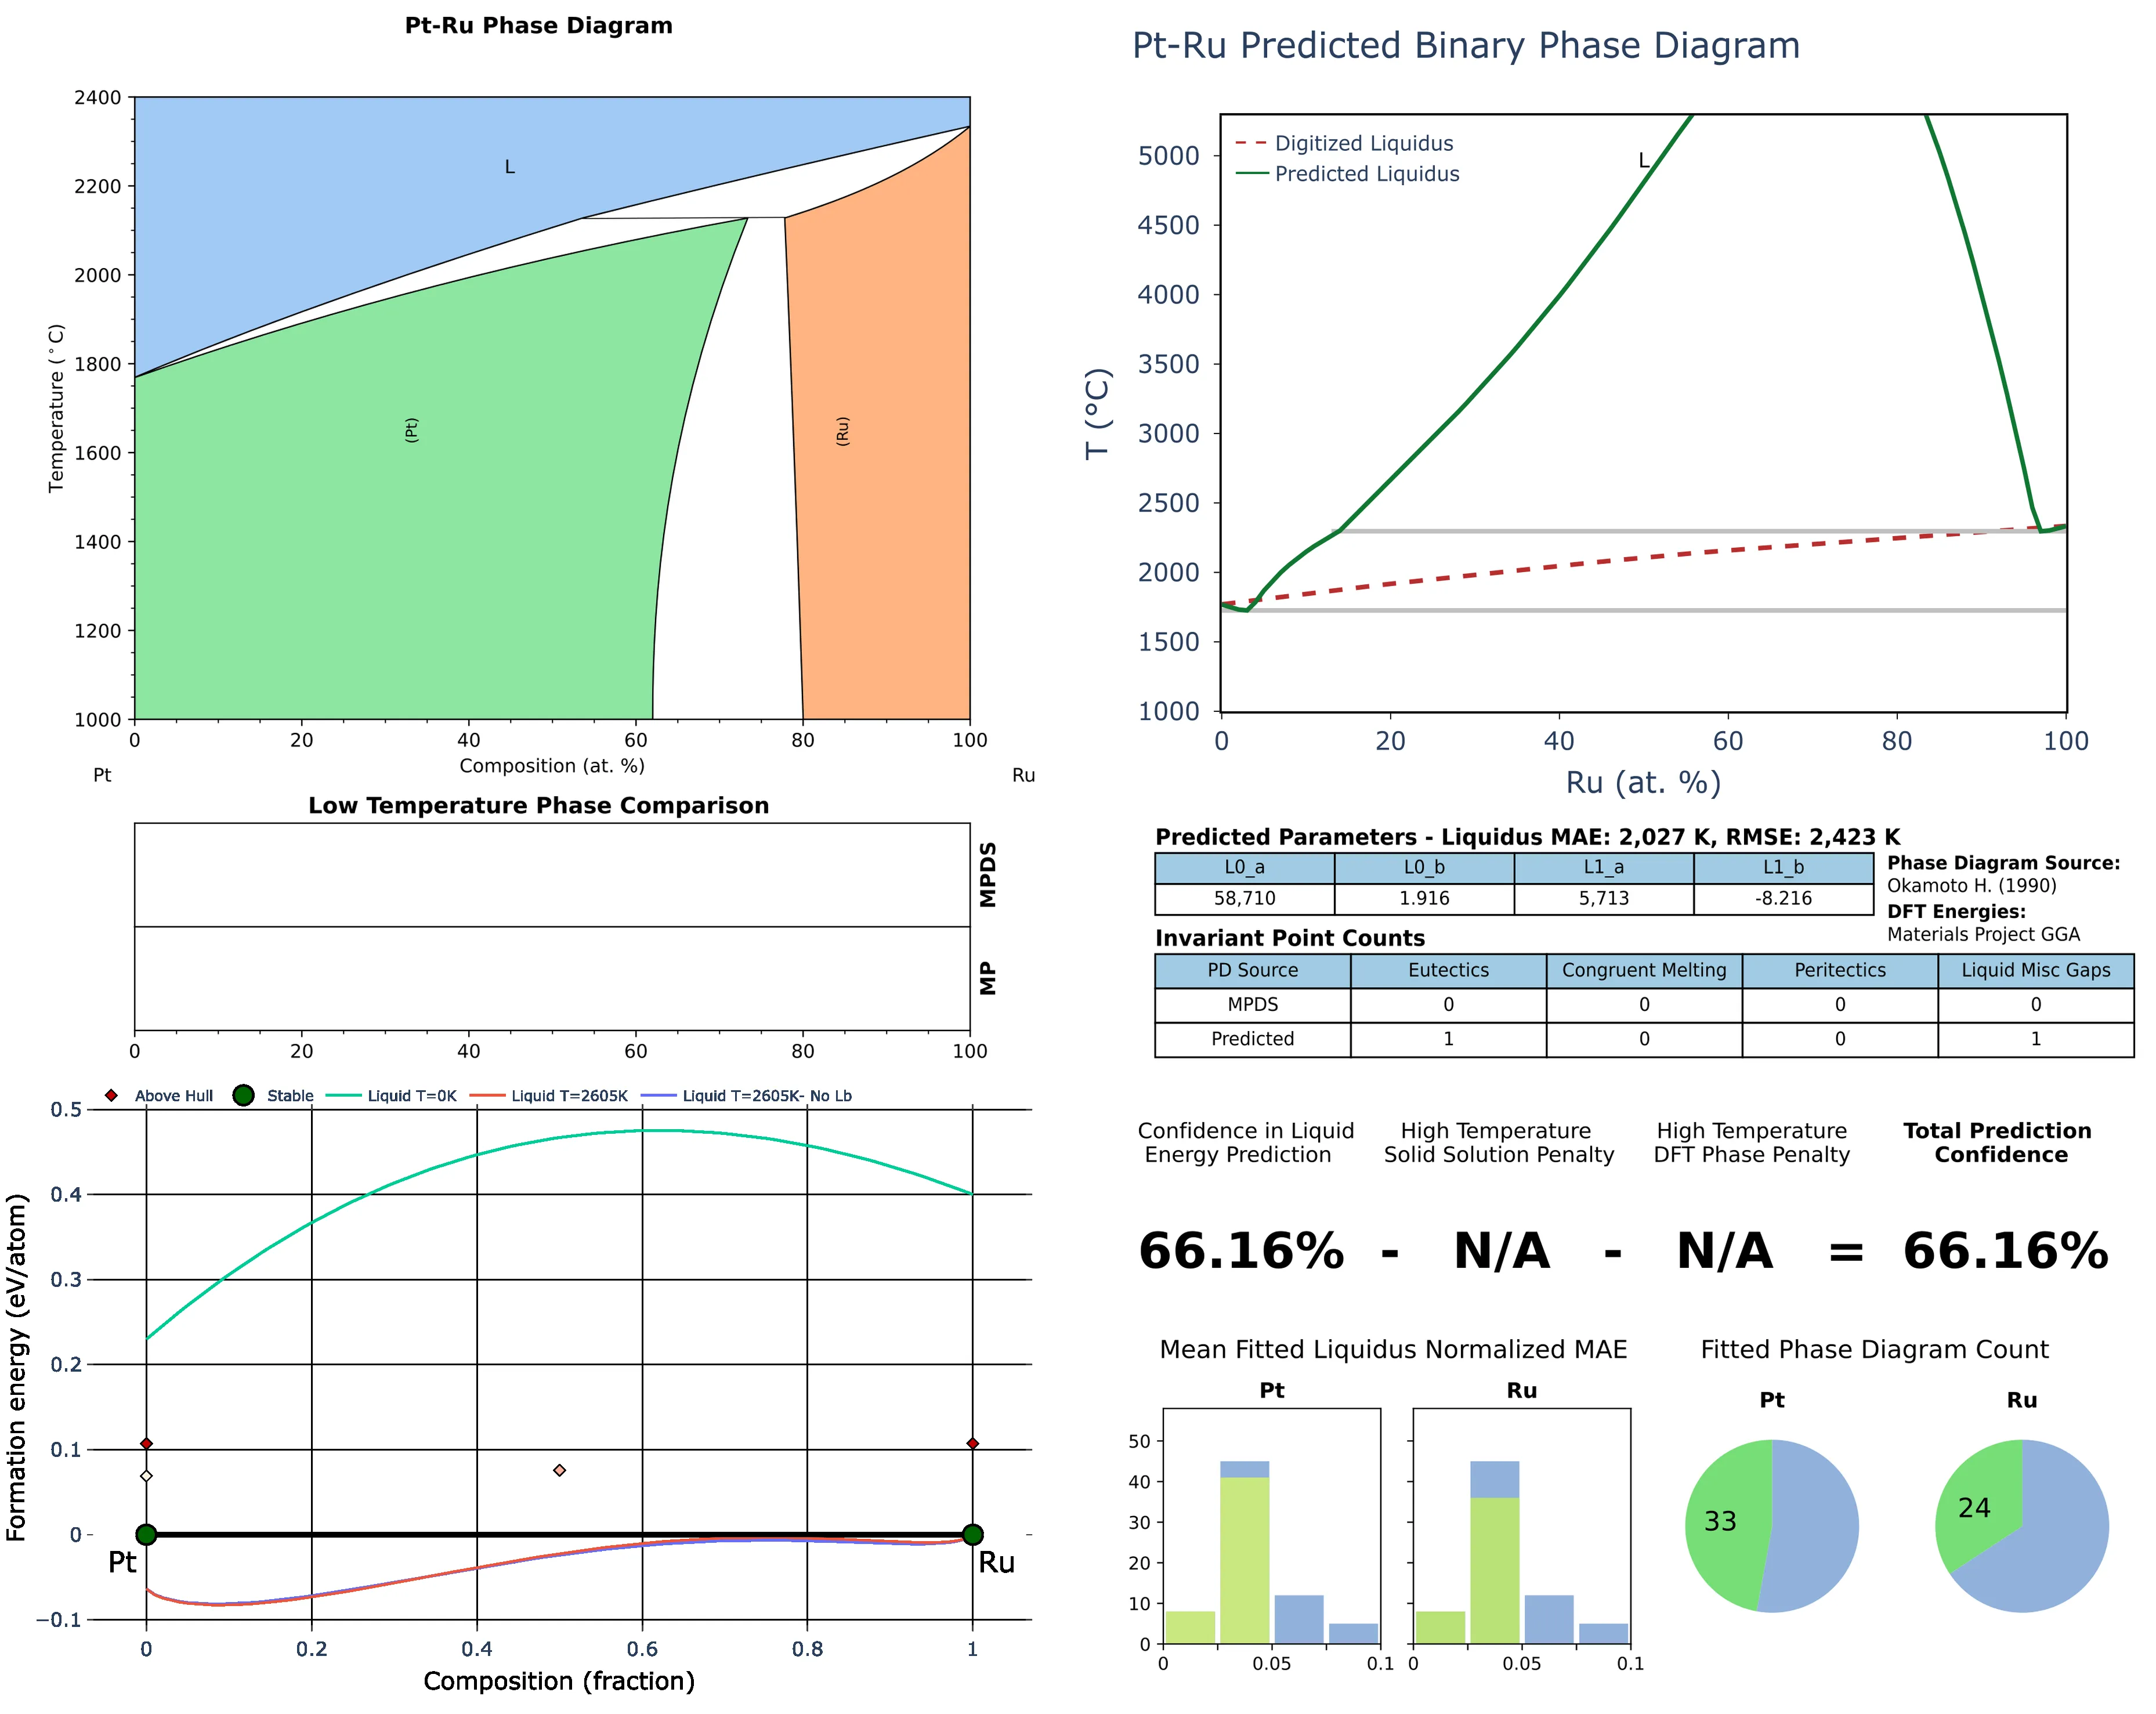 Pt-Ru Phase Diagram
2400
2200
2000
1800
1600
1400
1200
1000
Temperature (°C)
L
(Pt)
(Ru)
0 20 40 60 80 100
Composition (at. %)
Pt Ru
Pt-Ru Predicted Binary Phase Diagram
Digitized Liquidus
Predicted Liquidus
L
5000
4500
4000
3500
3000
2500
2000
1500
1000
T (°C)
0 20 40 60 80 100
Ru (at. %)
Low Temperature Phase Comparison
MPDS
MP
0 20 40 60 80 100
Predicted Parameters - Liquidus MAE: 2,027 K, RMSE: 2,423 K
L0_a L0_b L1_a L1_b
58,710 1.916 5,713 -8.216
Phase Diagram Source:
Okamoto H. (1990)
DFT Energies:
Materials Project GGA
Invariant Point Counts
PD Source Eutectics Congruent Melting Peritectics Liquid Misc Gaps
MPDS 0 0 0 0
Predicted 1 0 0 1
Above Hull Stable Liquid T=0K Liquid T=2605K Liquid T=2605K- No Lb
0.5
0.4
0.3
0.2
0.1
0
−0.1
Formation energy (eV/atom)
Pt Ru
0 0.2 0.4 0.6 0.8 1
Composition (fraction)
Confidence in Liquid
Energy Prediction
High Temperature
Solid Solution Penalty
High Temperature
DFT Phase Penalty
Total Prediction
Confidence
66.16% - N/A - N/A = 66.16%
Mean Fitted Liquidus Normalized MAE
Pt Ru
50
40
30
20
10
0
0 0.05 0.1
0 0.05 0.1
Fitted Phase Diagram Count
Pt Ru
33 24